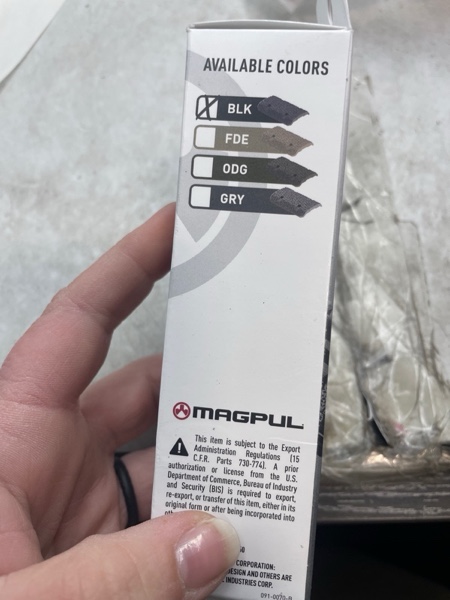 AVAILABLE COLORS
BLK
FDE
ODG
GRY
MAGPUL
This item is subject to the Export
Administration Regulations (15
C.F.R. Parts 730-774). A prior
authorization or license from the U.S.
Department of Commerce, Bureau of Industry
and Security (BIS) is required to export,
re-export, or transfer of this item, either in its
original form or after being incorporated into
CORPORATION:
DESIGN AND OTHERS ARE
INDUSTRIES CORP.